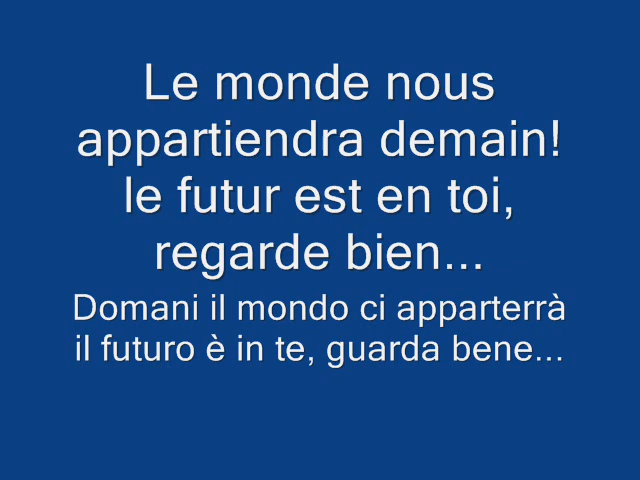 Le monde nous
appartiendra demain!
le futur est en toi,
regarde bien...
Domani il mondo ci apparterrà
il futuro è in te, guarda bene...